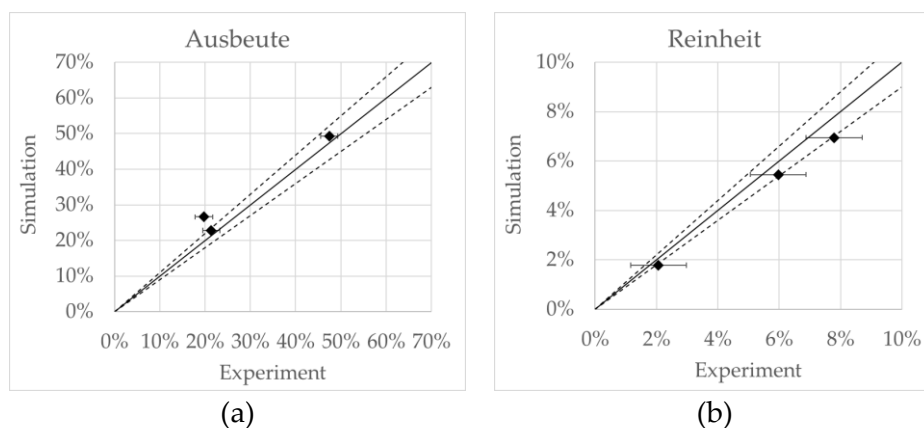 Ausbeute
70%
60%
50%
40%
30%
20%
10%
0%
Simulation
0% 10% 20% 30% 40% 50% 60% 70%
Experiment
(a)
Reinheit
10%
8%
6%
4%
2%
0%
Simulation
0% 2% 4% 6% 8% 10%
Experiment
(b)